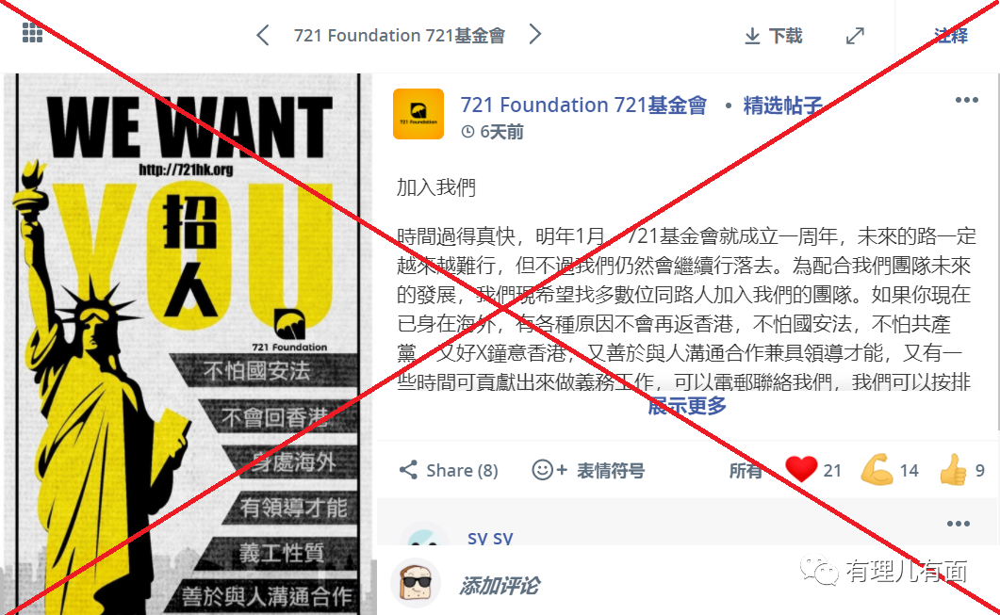 721 Foundation 721基金會
下载
注释
WE WANT
http://721hk.org
YOU
招人
721 Foundation
不怕國安法
不會回香港
身處海外
有領導才能
義工性質
善於與人溝通合作
721 Foundation
721 Foundation 721基金會 • 精选帖子
6天前
加入我們
時間過得真快，明年1月，721基金會就成立一周年，未來的路一定
越來越難行，但不過我們仍然會繼續行落去。為配合我們團隊未來
的發展，我們現希望找多數位同路人加入我們的團隊。如果你現在
已身在海外，有各種原因不會再返香港，不怕國安法，不怕共產
黨，又好X鐘意香港，又善於與人溝通合作兼具領導才能，又有一
些時間可貢獻出來做義務工作，可以電郵聯絡我們，我們可以按排
展示更多
Share (8)
表情符号
所有
21
14
9
sv sv
添加评论
有理儿有面